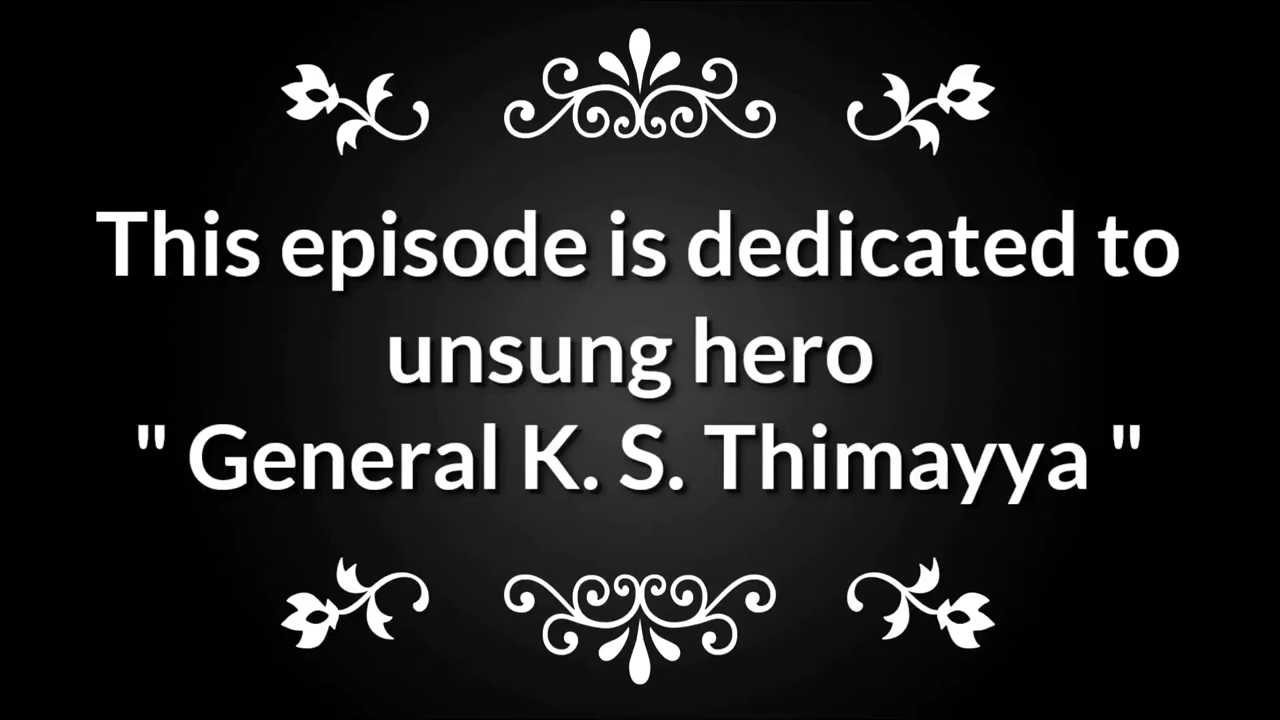 This episode is dedicated to
unsung hero
" General K. S. Thimayya "